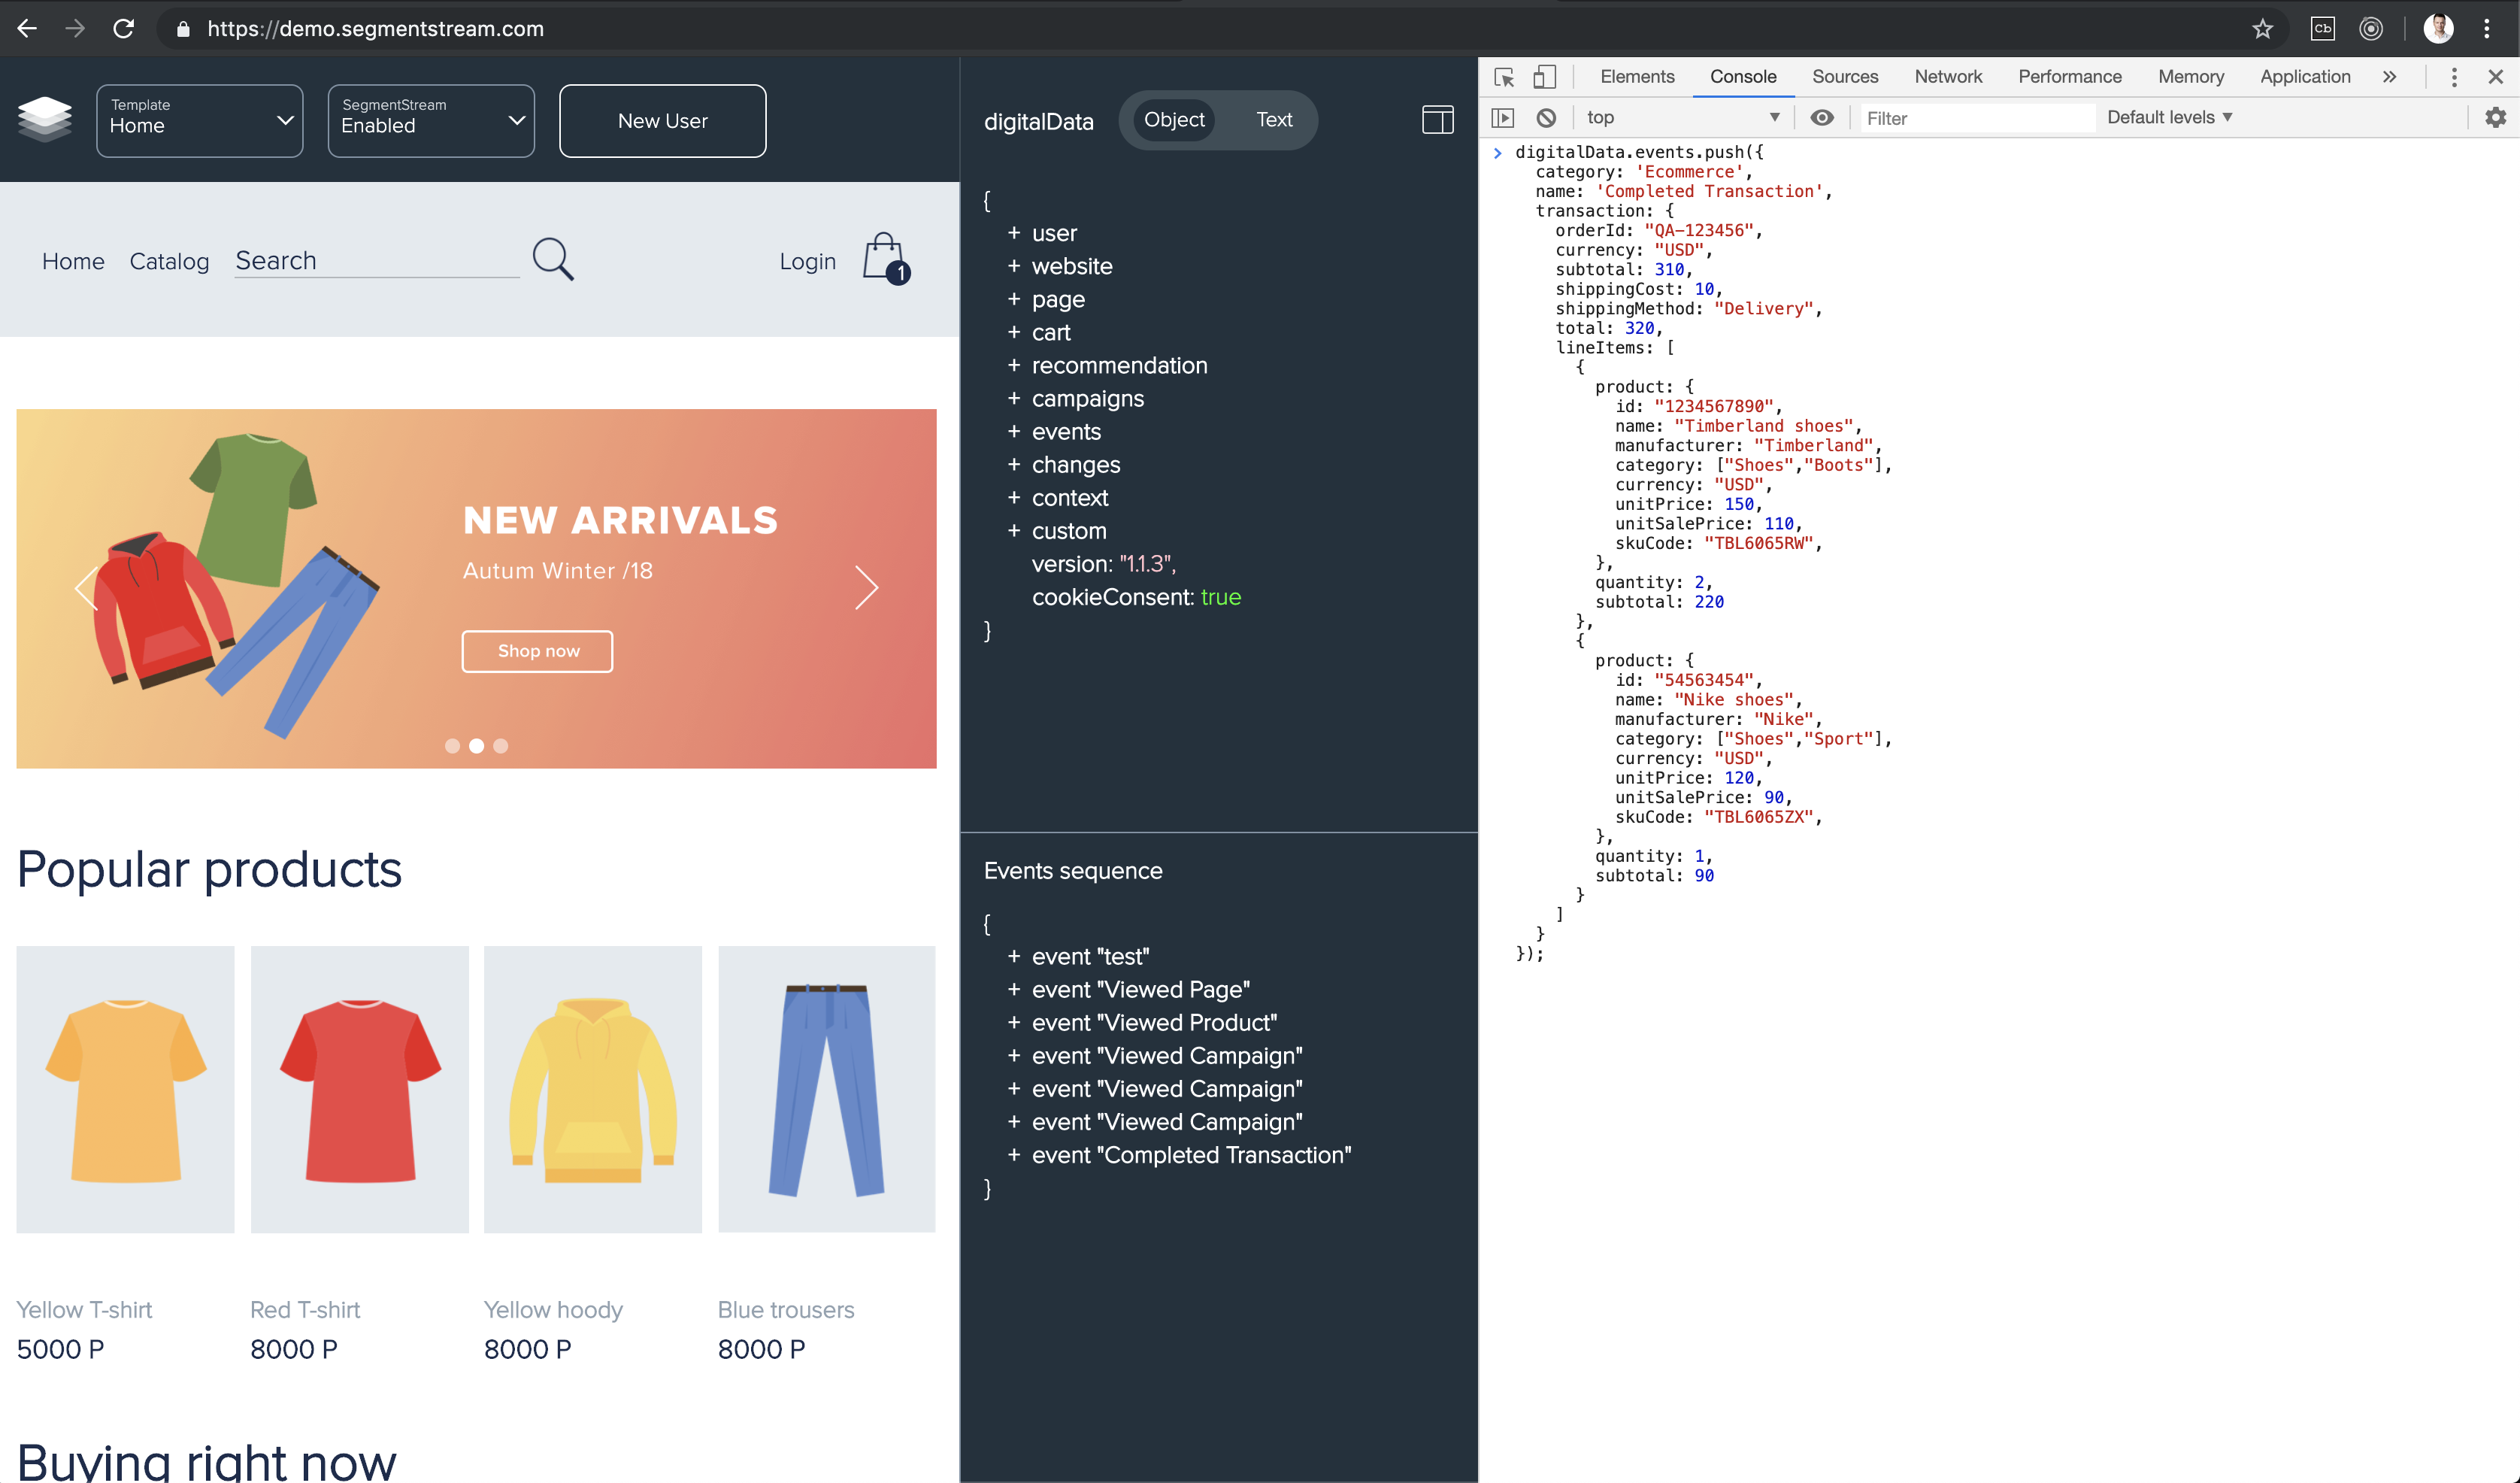 https://demo.segmentstream.com
Template
Home
SegmentStream
Enabled
New User
Home
Catalog
Search
Login
1
NEW ARRIVALS
Autum Winter /18
Shop now
Popular products
Yellow T-shirt
5000 P
Red T-shirt
8000 P
Yellow hoody
8000 P
Blue trousers
8000 P
Buying right now
digitalData
Object
Text
{
+ user
+ website
+ page
+ cart
+ recommendation
+ campaigns
+ events
+ changes
+ context
+ custom
version: "1.1.3",
cookieConsent: true
}
Events sequence
{
+ event "test"
+ event "Viewed Page"
+ event "Viewed Product"
+ event "Viewed Campaign"
+ event "Viewed Campaign"
+ event "Viewed Campaign"
+ event "Completed Transaction"
}
Elements Console Sources Network Performance Memory Application »
top
Filter
Default levels
> digitalData.events.push({
category: 'Ecommerce',
name: 'Completed Transaction',
transaction: {
orderId: "QA-123456",
currency: "USD",
subtotal: 310,
shippingCost: 10,
shippingMethod: "Delivery",
total: 320,
lineItems: [
{
product: {
id: "1234567890",
name: "Timberland shoes",
manufacturer: "Timberland",
category: ["Shoes","Boots"],
currency: "USD",
unitPrice: 150,
unitSalePrice: 110,
skuCode: "TBL6065RW",
},
quantity: 2,
subtotal: 220
},
{
product: {
id: "54563454",
name: "Nike shoes",
manufacturer: "Nike",
category: ["Shoes","Sport"],
currency: "USD",
unitPrice: 120,
unitSalePrice: 90,
skuCode: "TBL6065ZX",
},
quantity: 1,
subtotal: 90
}
]
}
});
Cb